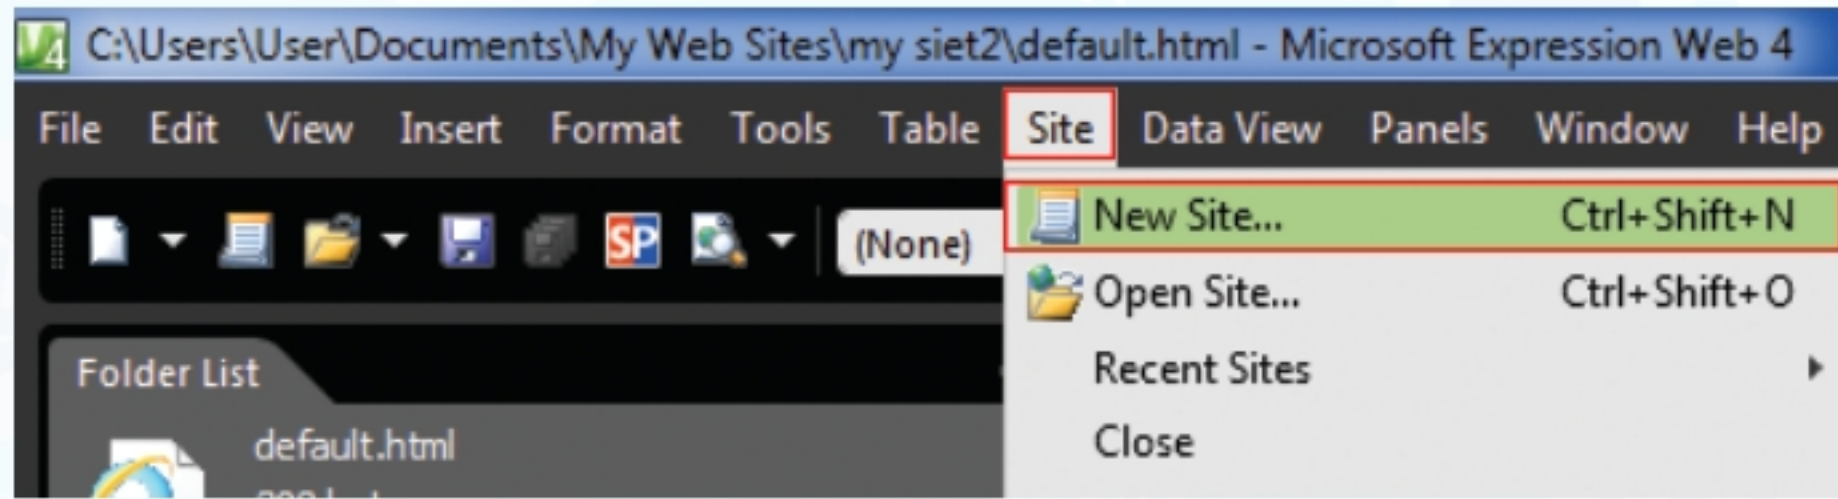 C:\Users\User\Documents\My Web Sites\my siet2\default.html - Microsoft Expression Web 4
File Edit View Insert Format Tools Table Site Data View Panels Window Help
SP (None)
New Site... Ctrl+Shift+N
Open Site... Ctrl+Shift+O
Recent Sites
Close
Folder List
default.html